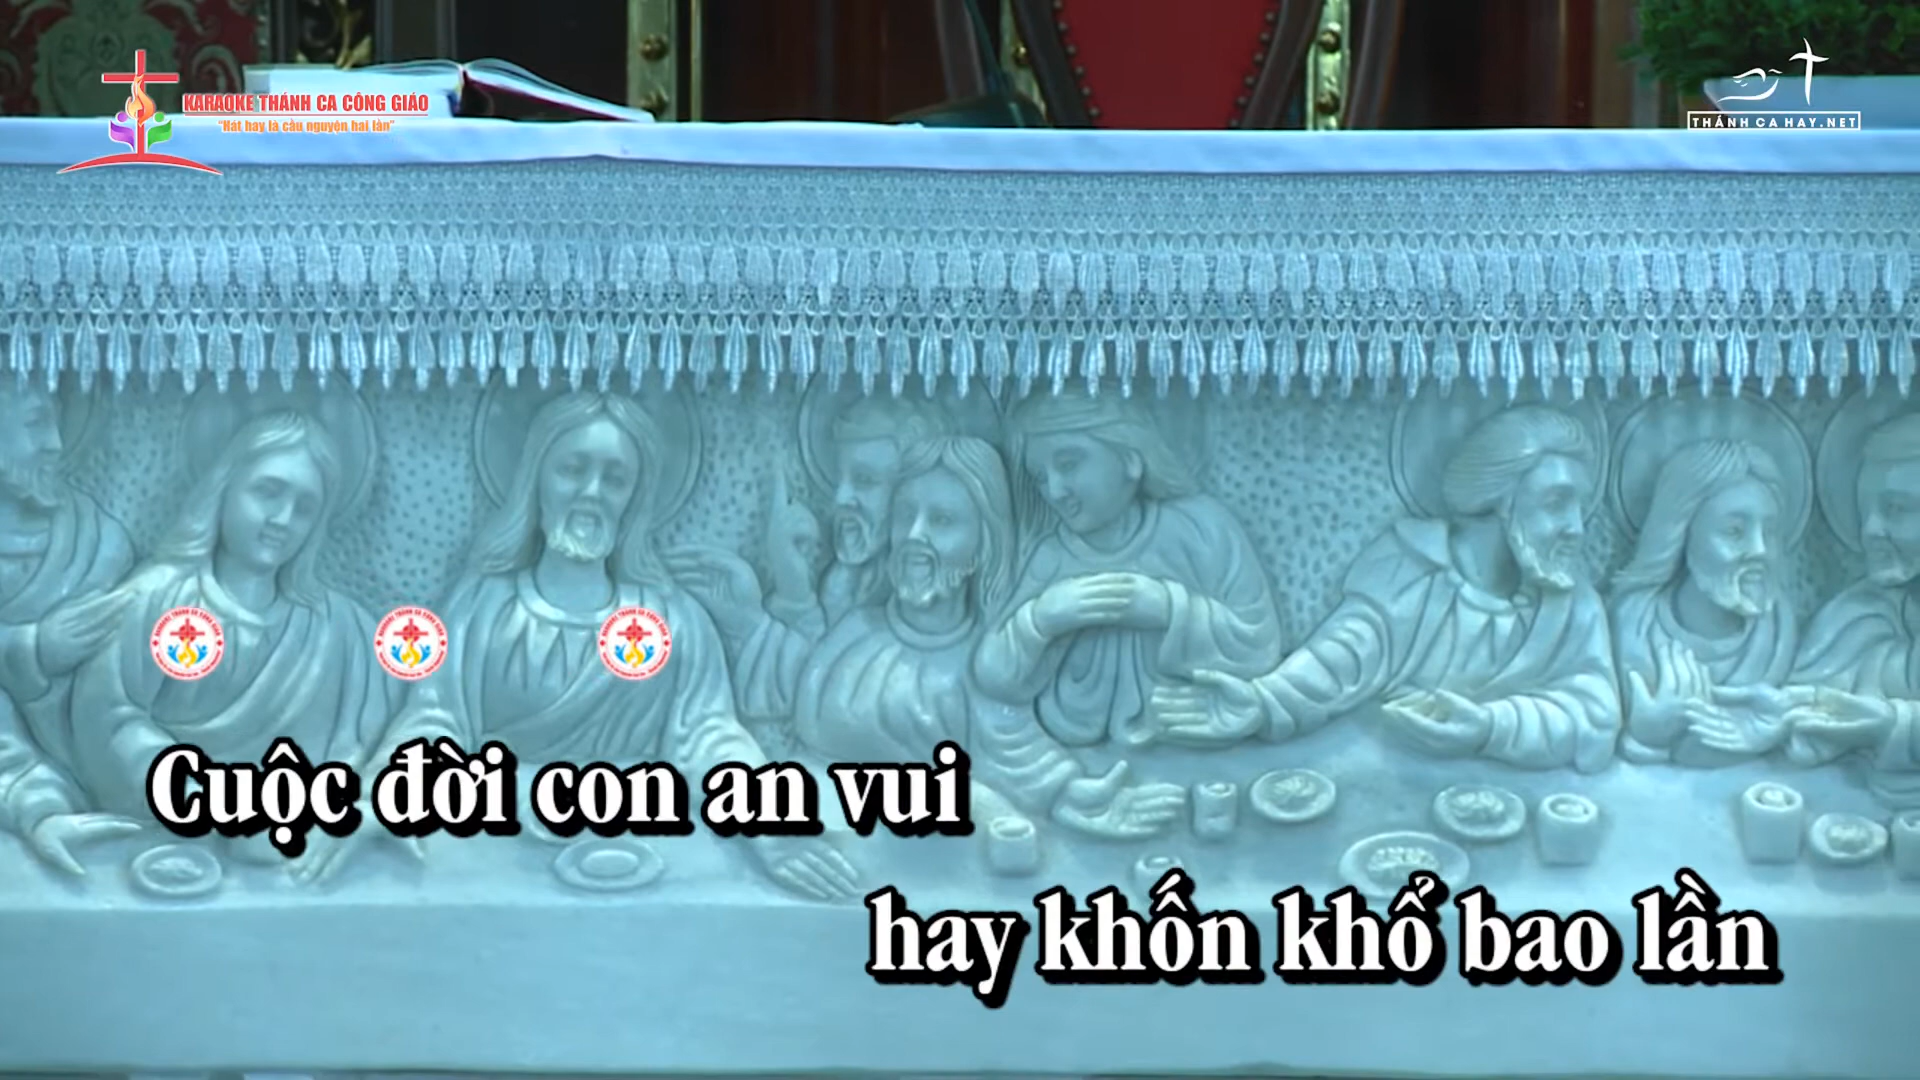 KARAOKE THÁNH CA CÔNG GIÁO
"Hát hay là cầu nguyện hai lần"
THÁNH CA HAY.NET
Cuộc đời con an vui
hay khốn khổ bao lần